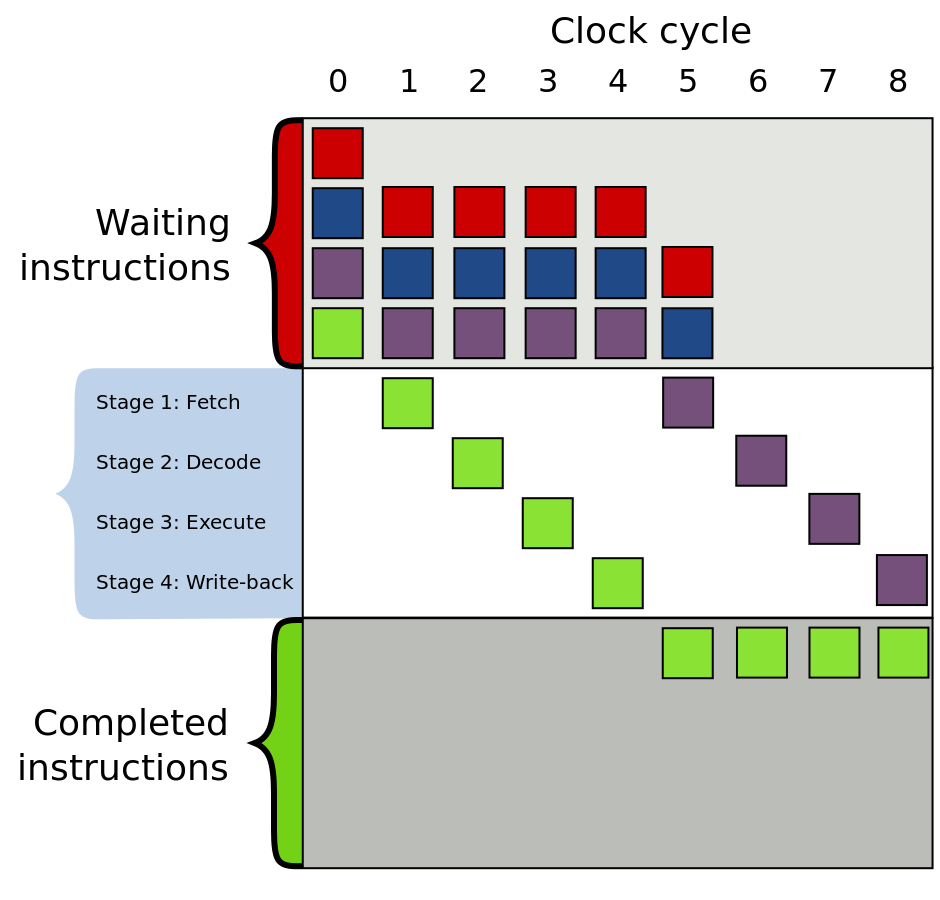 Clock cycle
0 1 2 3 4 5 6 7 8
Waiting
instructions
Stage 1: Fetch
Stage 2: Decode
Stage 3: Execute
Stage 4: Write-back
Completed
instructions